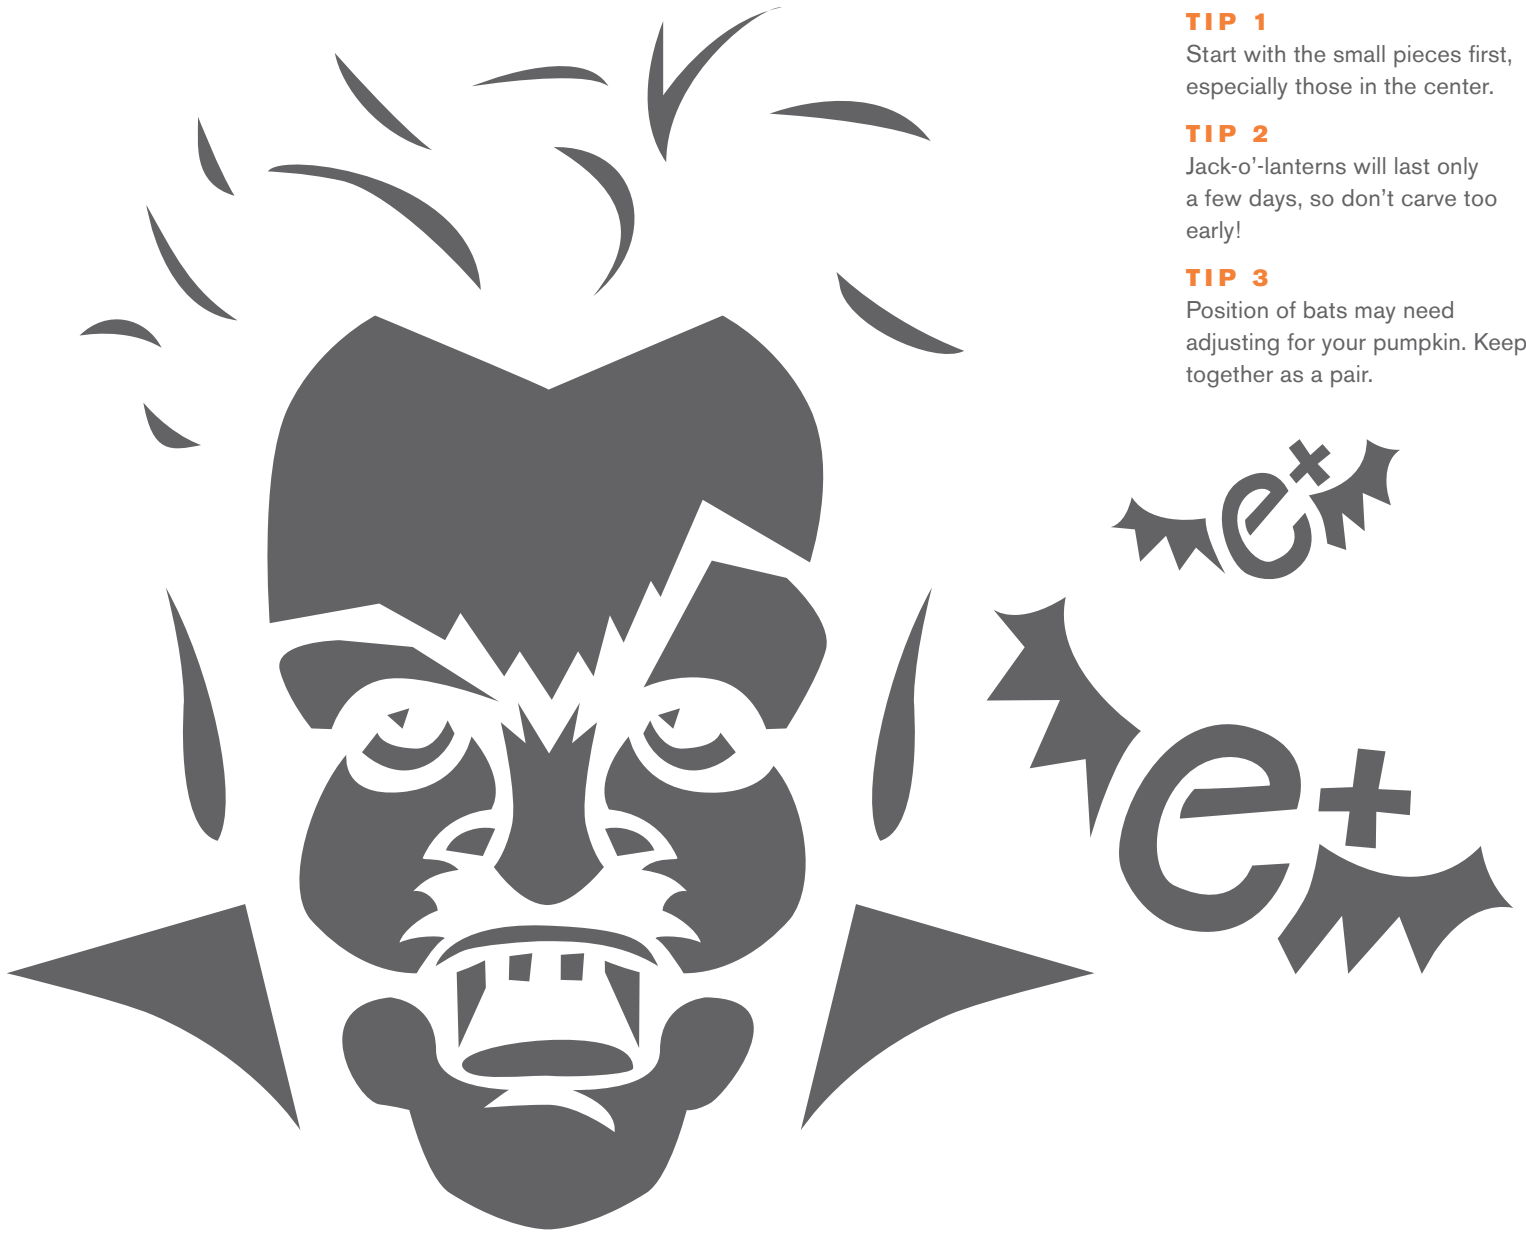 TIP 1
Start with the small pieces first,
especially those in the center.
TIP 2
Jack-o’-lanterns will last only
a few days, so don’t carve too
early!
TIP 3
Position of bats may need
adjusting for your pumpkin. Keep
together as a pair.
e+
e+